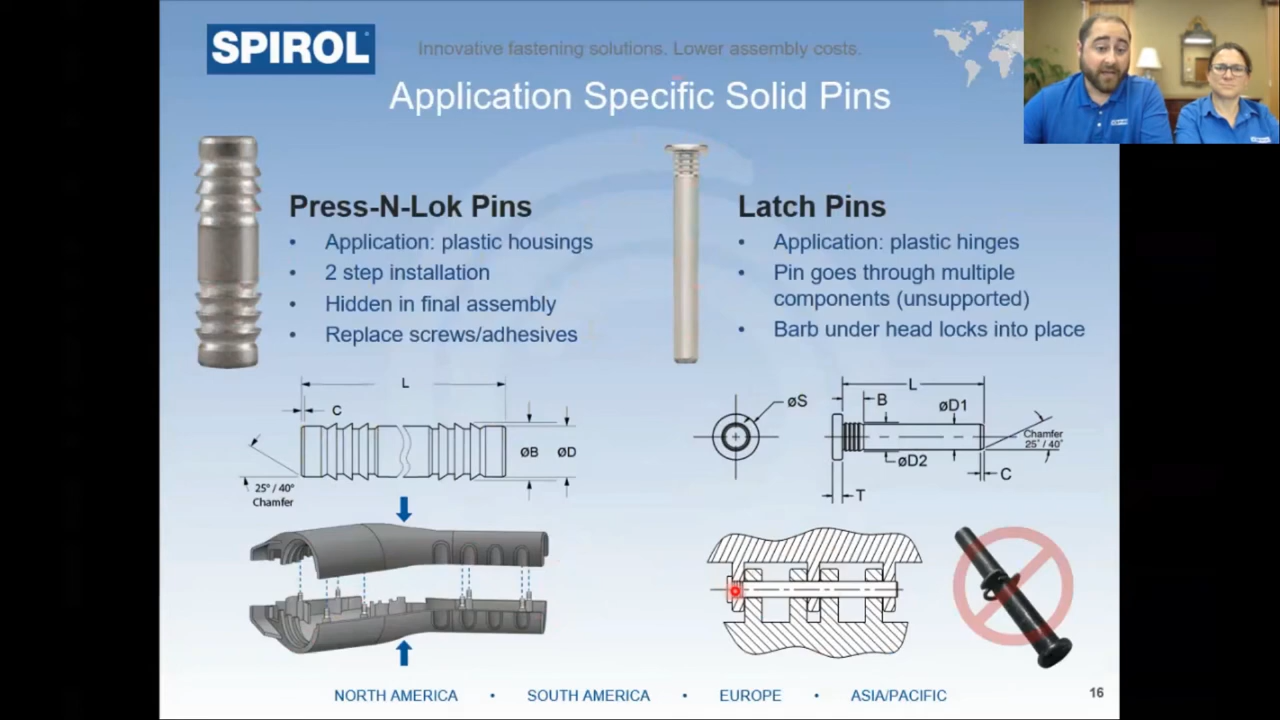 SPIROL
Innovative fastening solutions. Lower assembly costs.
Application Specific Solid Pins
Press-N-Lok Pins
• Application: plastic housings
• 2 step installation
• Hidden in final assembly
• Replace screws/adhesives
Latch Pins
• Application: plastic hinges
• Pin goes through multiple
components (unsupported)
• Barb under head locks into place
L
C
ØB
ØD
25° / 40°
Chamfer
øS
L
B
øD1
øD2
Chamfer
25° / 40°
C
T
NORTH AMERICA • SOUTH AMERICA • EUROPE • ASIA/PACIFIC
16